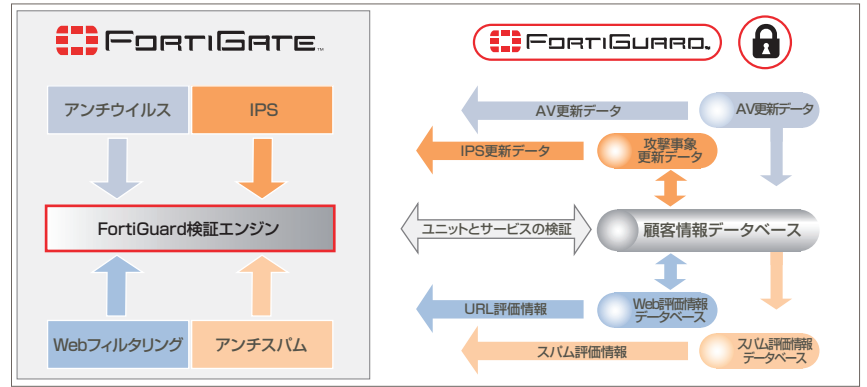 FORTIGATE
アンチウイルス
IPS
FortiGuard検証エンジン
Webフィルタリング
アンチスパム
FORTIGUARD
AV更新データ
AV更新データ
IPS更新データ
攻撃事象
更新データ
ユニットとサービスの検証
顧客情報データベース
URL評価情報
Web評価情報
データベース
スパム評価情報
スパム評価情報
データベース